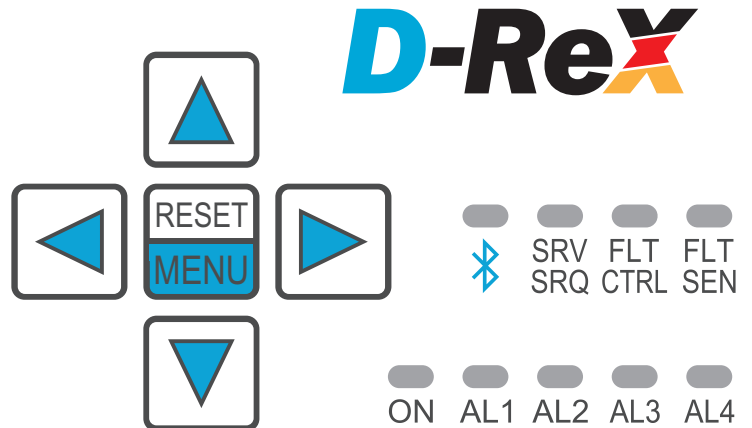 D-ReX
RESET
MENU
SRV FLT FLT
SRQ CTRL SEN
ON AL1 AL2 AL3 AL4